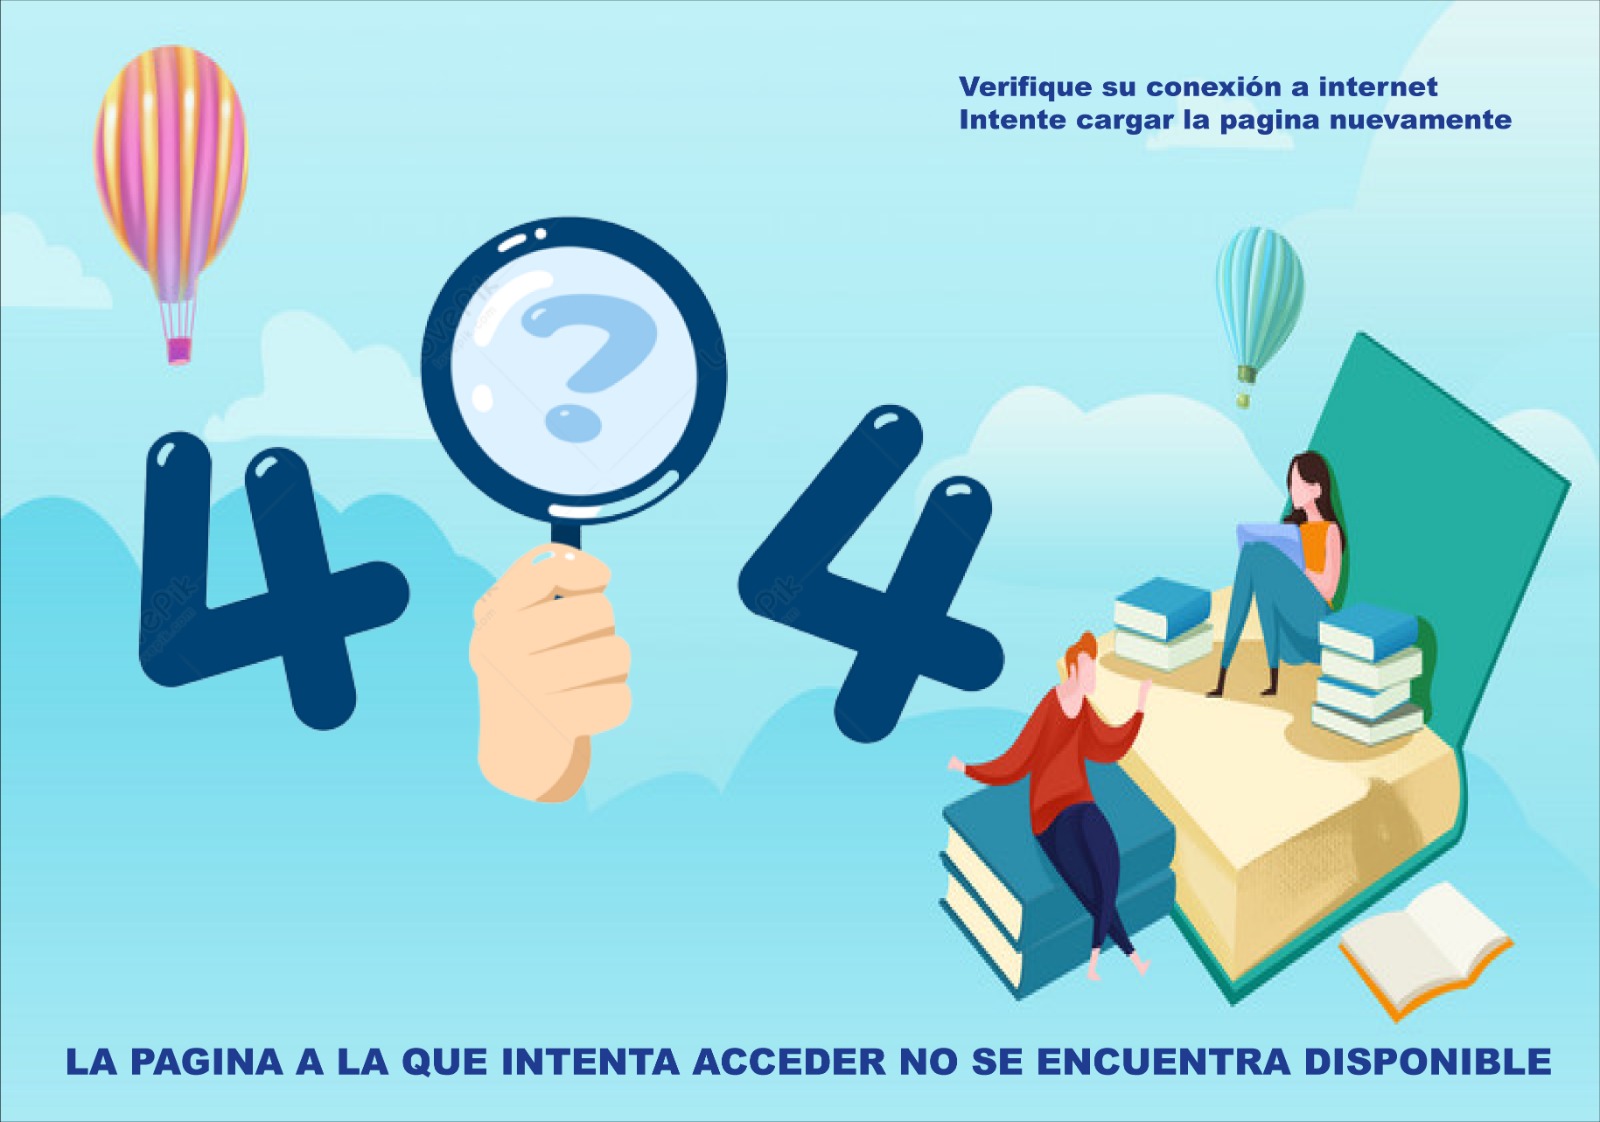 Verifique su conexión a internet
Intente cargar la pagina nuevamente
4 ? 4
LA PAGINA A LA QUE INTENTA ACCEDER NO SE ENCUENTRA DISPONIBLE